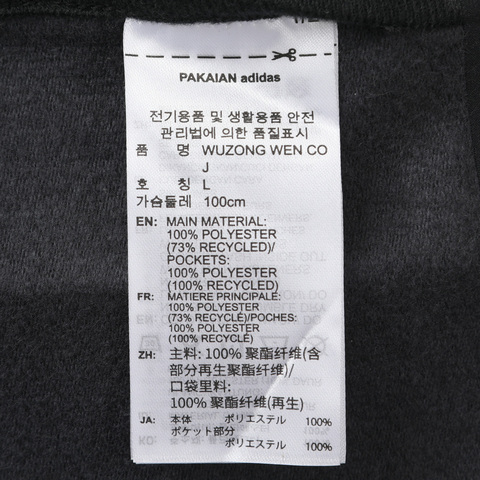 PAKAIAN adidas
전기용품 및 생활용품 안전
관리법에 의한 품질표시
품 명 WUZONG WEN CO
J
호 칭 L
가슴둘레 100cm
EN: MAIN MATERIAL:
100% POLYESTER
(73% RECYCLED)/
POCKETS:
100% POLYESTER
(100% RECYCLED)
FR: MATIERE PRINCIPALE:
100% POLYESTER
(73% RECYCLE)/POCHES:
100% POLYESTER
(100% RECYCLE)
ZH: 主料: 100% 聚酯纤维(含
部分再生聚酯纤维)/
口袋里料:
100% 聚酯纤维(再生)
JA: 本体 ポリエステル 100%
ポケット部分
ポリエステル 100%